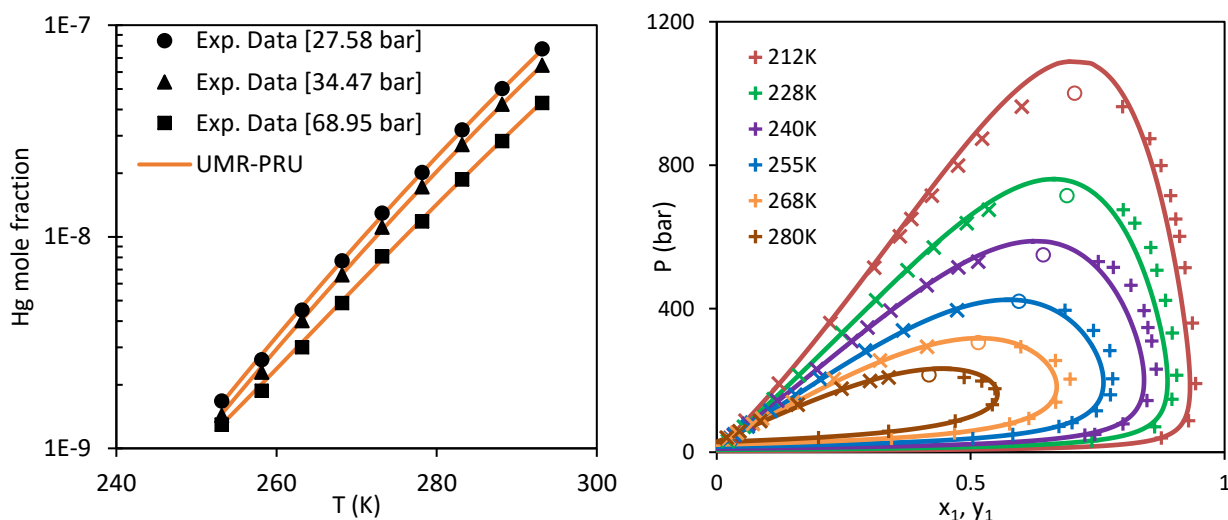 1E-7
1E-8
1E-9
Hg mole fraction
Exp. Data [27.58 bar]
Exp. Data [34.47 bar]
Exp. Data [68.95 bar]
UMR-PRU
240
260
280
300
T (K)
1200
800
400
0
P (bar)
212K
228K
240K
255K
268K
280K
0
0.5
1
x₁, y₁